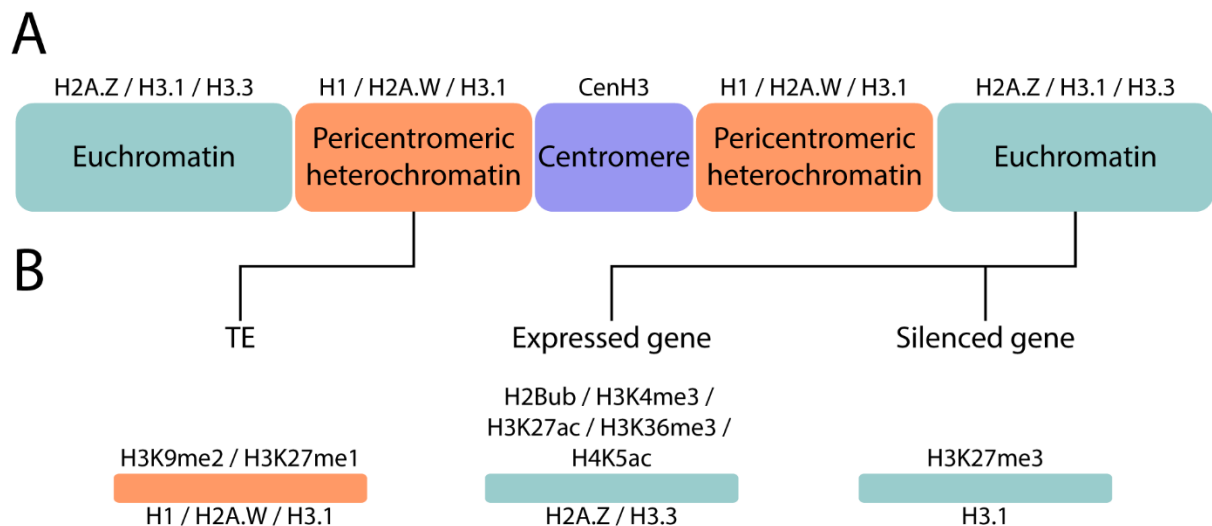 A
H2A.Z / H3.1 / H3.3
H1 / H2A.W / H3.1
CenH3
H1 / H2A.W / H3.1
H2A.Z / H3.1 / H3.3
Euchromatin
Pericentromeric
heterochromatin
Centromere
Pericentromeric
heterochromatin
Euchromatin
B
TE
Expressed gene
Silenced gene
H3K9me2 / H3K27me1
H1 / H2A.W / H3.1
H2Bub / H3K4me3 /
H3K27ac / H3K36me3 /
H4K5ac
H2A.Z / H3.3
H3K27me3
H3.1